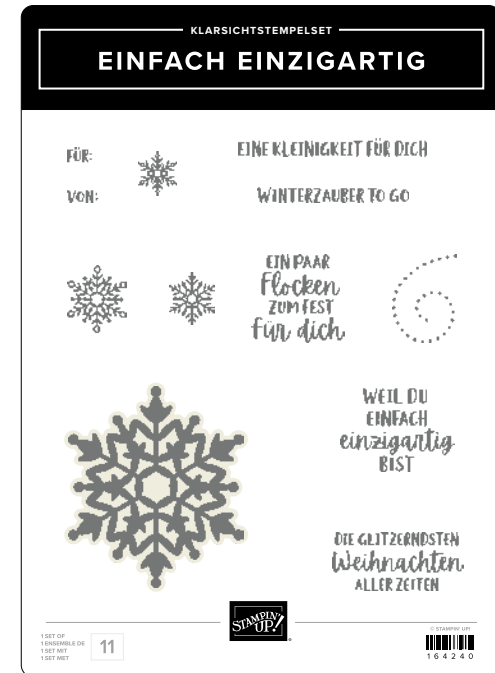 KLARSICHTSTEMPELSET
EINFACH EINZIGARTIG
FÜR:
VON:
EINE KLEINIGKEIT FÜR DICH
WINTERZAUBER TO GO
EIN PAAR
Flocken
ZUM FEST
Für dich
WEIL DU
EINFACH
einzigartig
BIST
DIE GLITZERNDSTEN
Weihnachten
ALLER ZEITEN
1 SET OF
1 ENSEMBLE DE
1 SET MIT
1 SET MET
11
STAMPIN' UP!®
© STAMPIN' UP!
164240